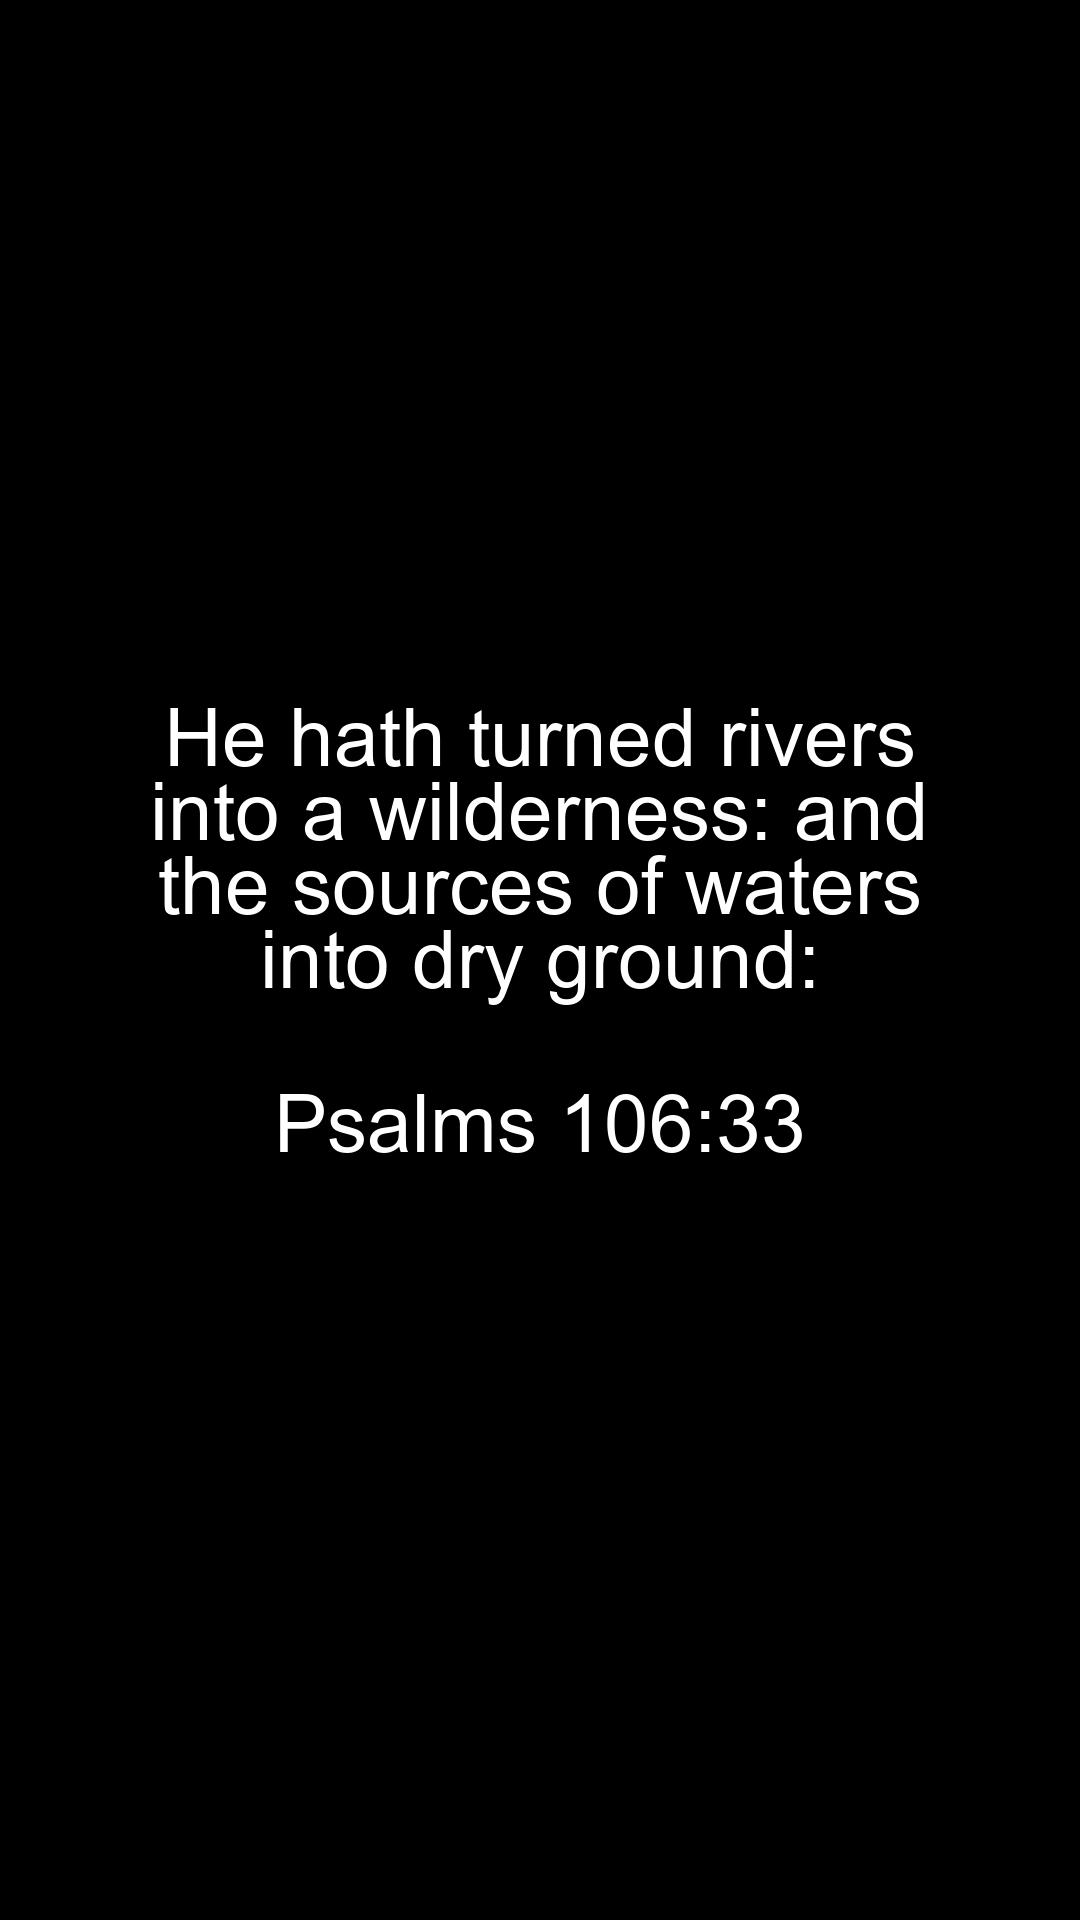 He hath turned rivers
into a wilderness: and
the sources of waters
into dry ground:
Psalms 106:33